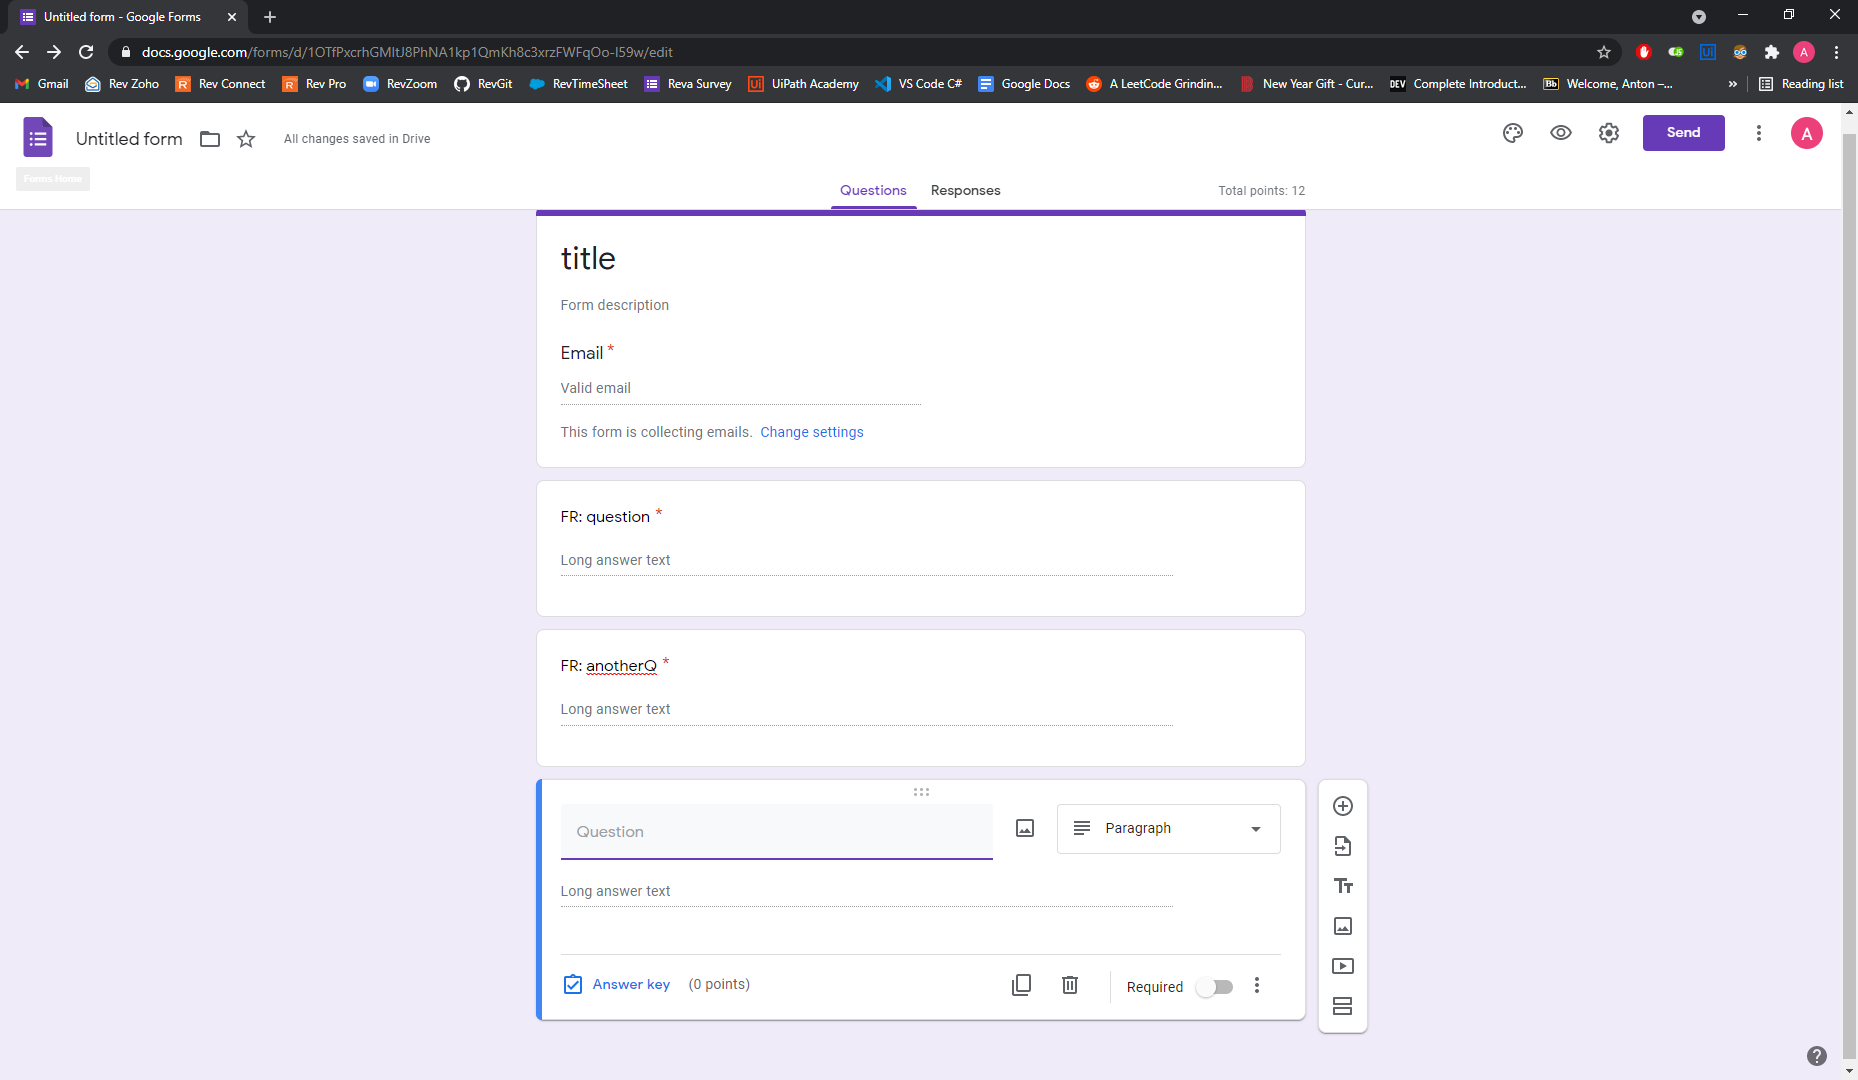 Untitled form - Google Forms
docs.google.com/forms/d/1OTfPxcrhGMItJ8PhNA1kp1QmKh8c3xrzFWFqOo-I59w/edit
A
Gmail Rev Zoho Rev Connect Rev Pro RevZoom RevGit RevTimeSheet Reva Survey UiPath Academy VS Code C# Google Docs A LeetCode Grindin... New Year Gift - Cur... DEV Complete Introduct... Bb Welcome, Anton –... » Reading list
Untitled form All changes saved in Drive Send A
Forms Home
Questions Responses Total points: 12
title
Form description
Email *
Valid email
This form is collecting emails. Change settings
FR: question *
Long answer text
FR: anotherQ *
Long answer text
Question Paragraph
Long answer text
Answer key (0 points) Required